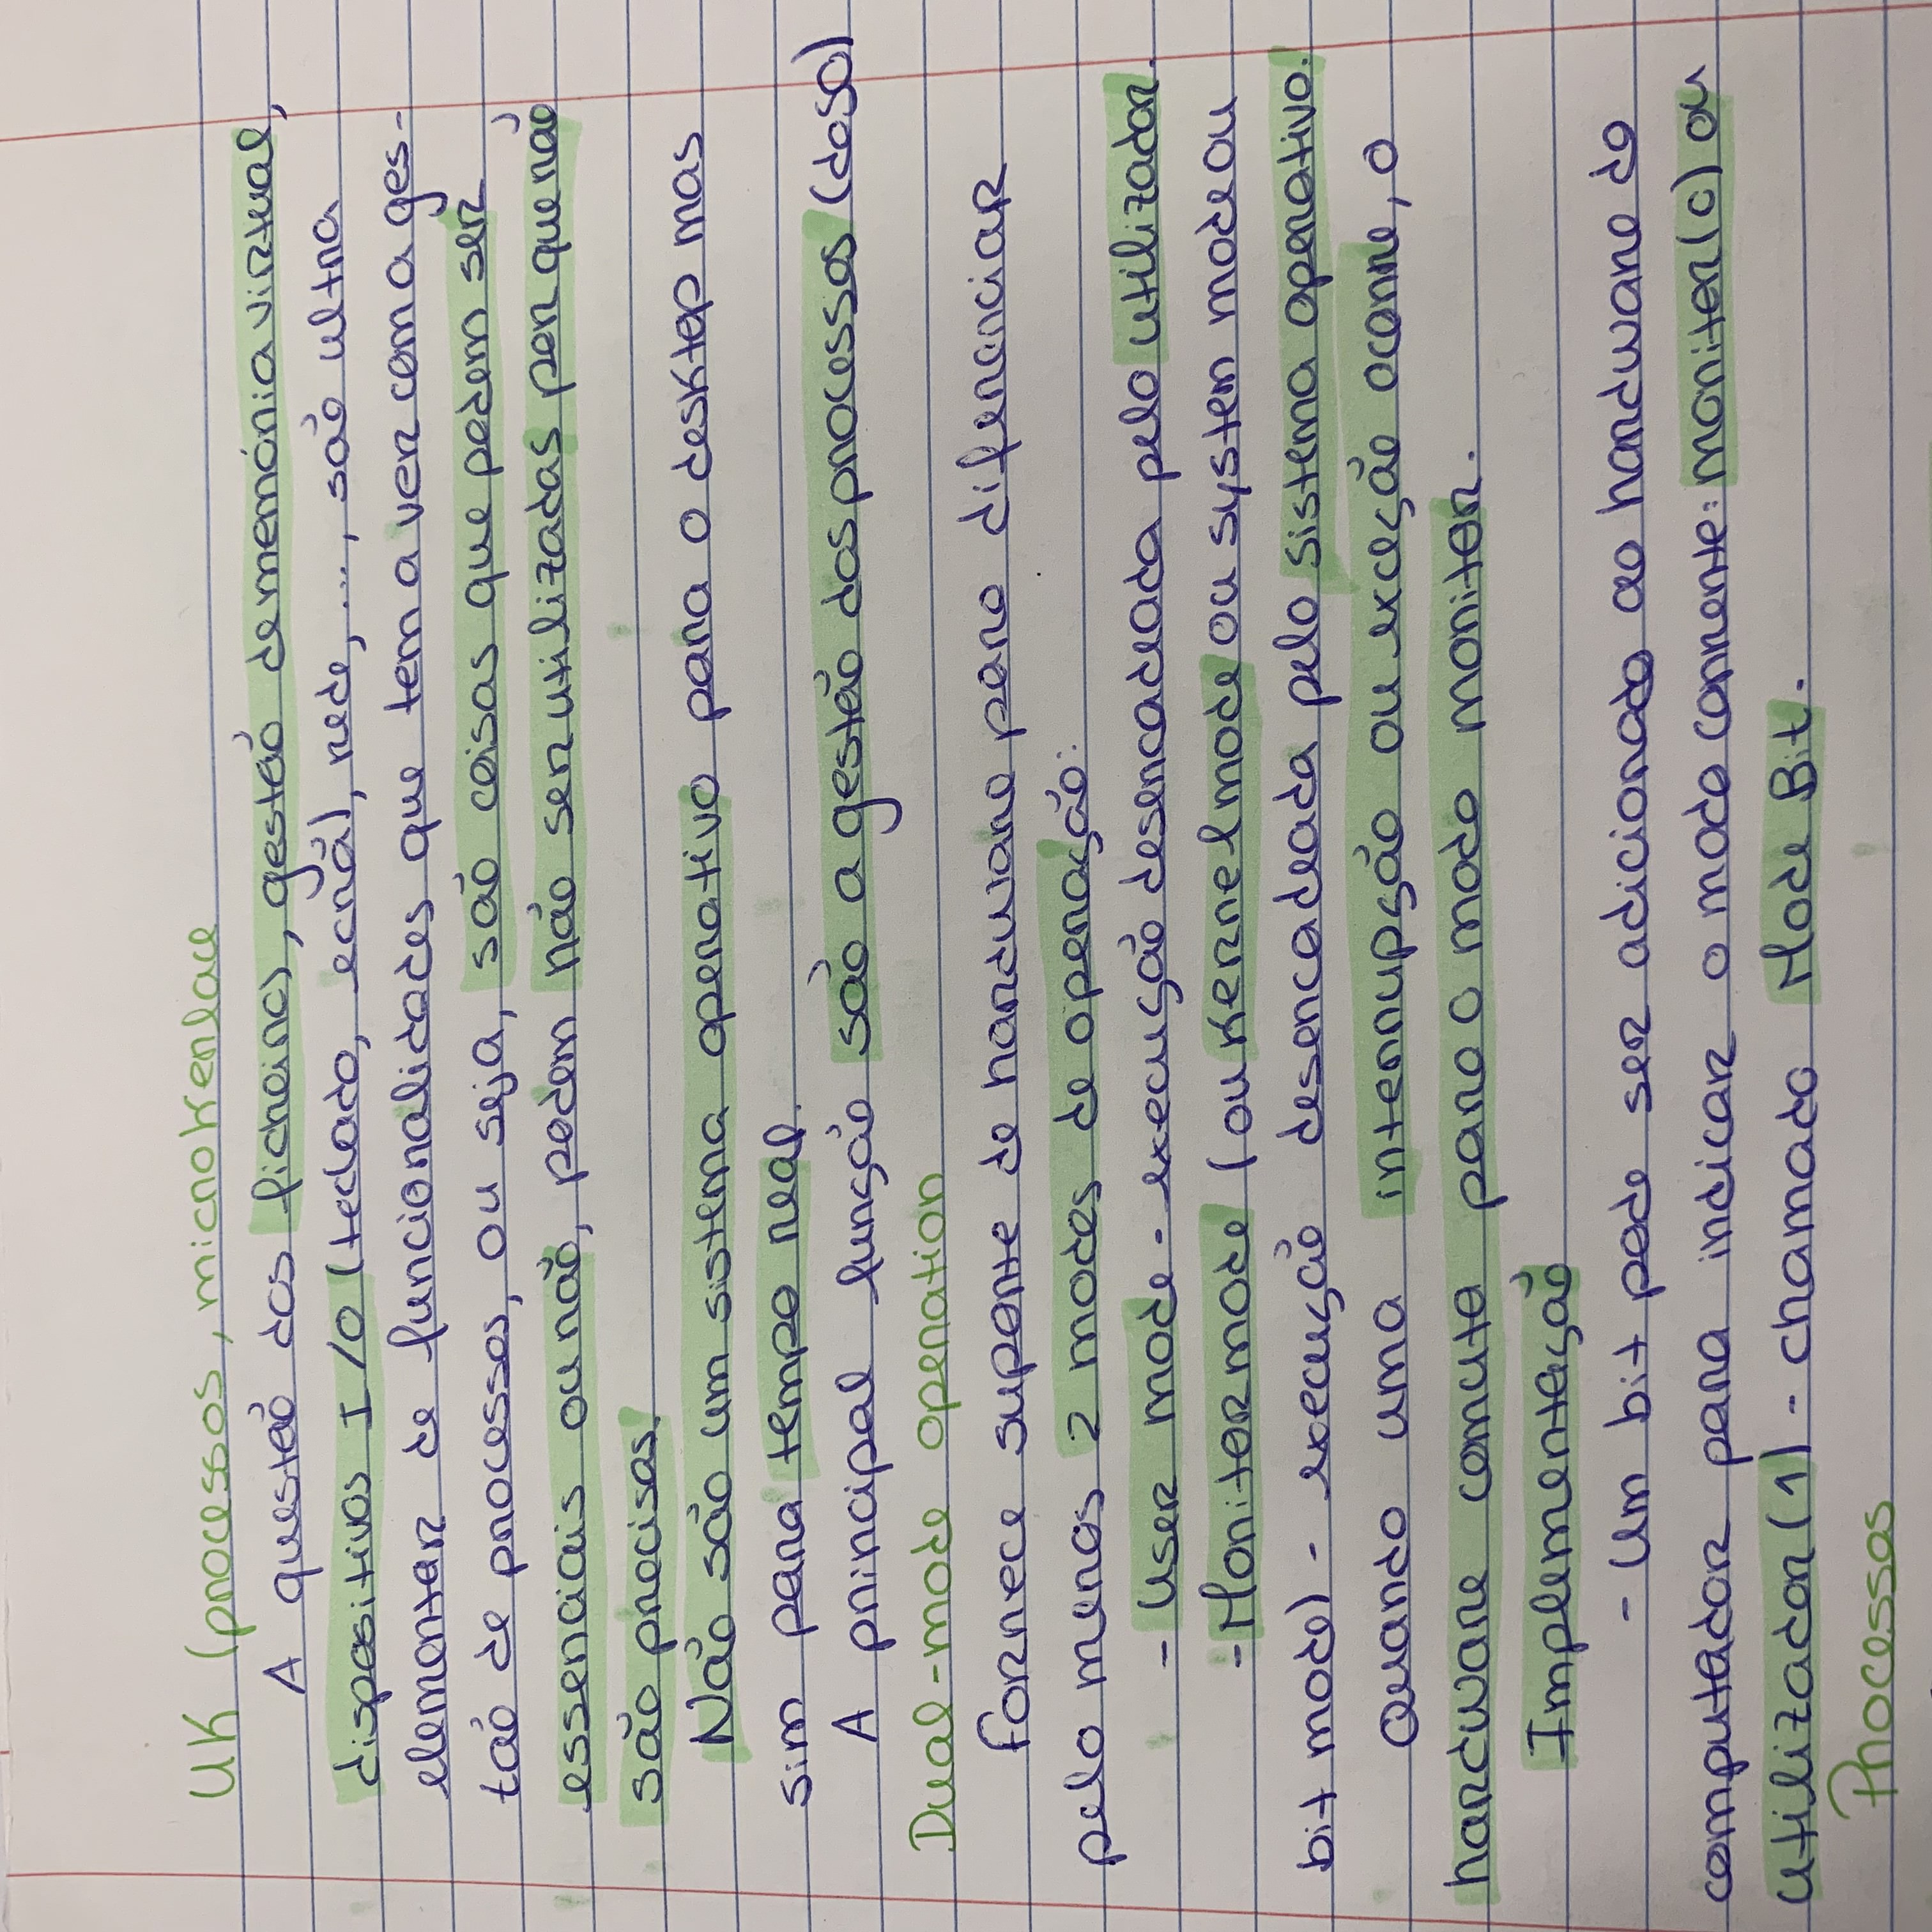 UK (processos, microkrenlace
A questão dos ficheiros, gestão de memória virtual,
dispositivos I/O (teclado, ecrã), rede, ..., são ultra
elementar de funcionalidades que tem a ver com a ges-
tão de processos, ou seja, são coisas que podem ser
essenciais ou não, podem não ser utilizadas por que não
são precisas.
Não são um sistema operativo para o desktop mas
sim para tempo real.
A principal função são a gestão dos processos (do SO)
Dual-mode operation
Fornece suporte de hardware para diferenciar
pelo menos 2 modos de operação:
- User mode - execução desencadeada pelo utilizador.
- Monitor mode (ou Kernel mode ou system mode ou
bit mode) - execução desencadeada pelo sistema operativo.
Quando uma interrupção ou exceção ocorre, o
hardware comuta para o modo monitor.
Implementação
- Um bit pode ser adicionado ao hardware do
computador para indicar o modo corrente: monitor(0) ou
utilizador(1) - chamado Mode Bit.
Processos